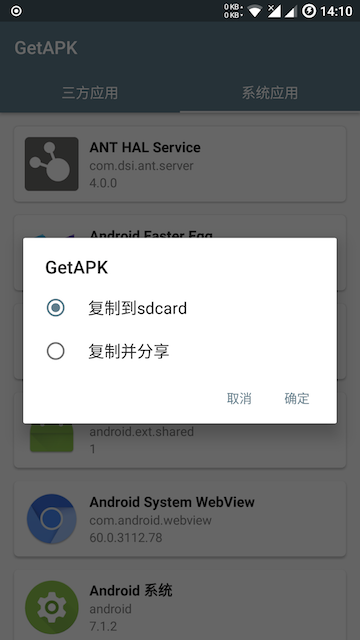 0 KB
0 KB
14:10
GetAPK
三方应用
系统应用
ANT HAL Service
com.dsi.ant.server
4.0.0
Android Easter Egg
GetAPK
复制到sdcard
复制并分享
取消
确定
android.ext.shared
1
Android System WebView
com.android.webview
60.0.3112.78
Android 系统
android
7.1.2